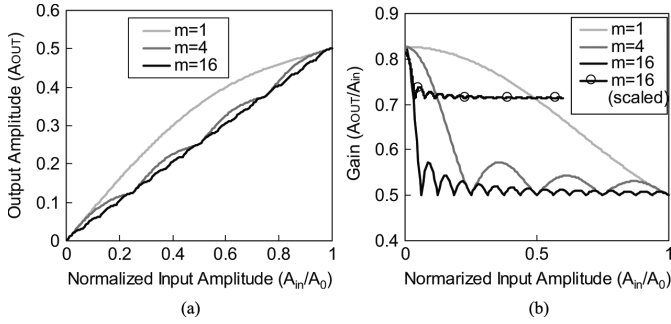 0.6
0.5
0.4
0.3
0.2
0.1
0
0
0.2
0.4
0.6
0.8
1
Output Amplitude (AOUT)
Normalized Input Amplitude (Ain/A0)
m=1
m=4
m=16
(a)
0.9
0.8
0.7
0.6
0.5
0.4
0
0.5
1
Gain (AOUT/Ain)
Normarized Input Amplitude (Ain/A0)
m=1
m=4
m=16
m=16
(scaled)
(b)